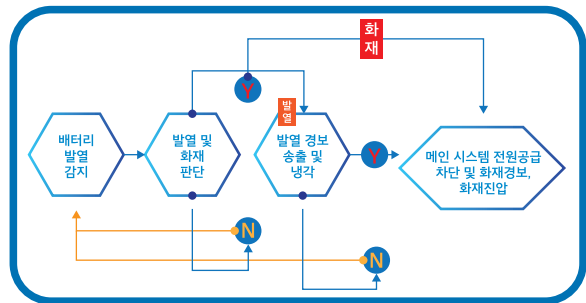 화
재
Y
발
열
배터리
발열
감지
발열 및
화재
판단
발열 경보
송출 및
냉각
Y
메인 시스템 전원공급
차단 및 화재경보,
화재진압
N
N